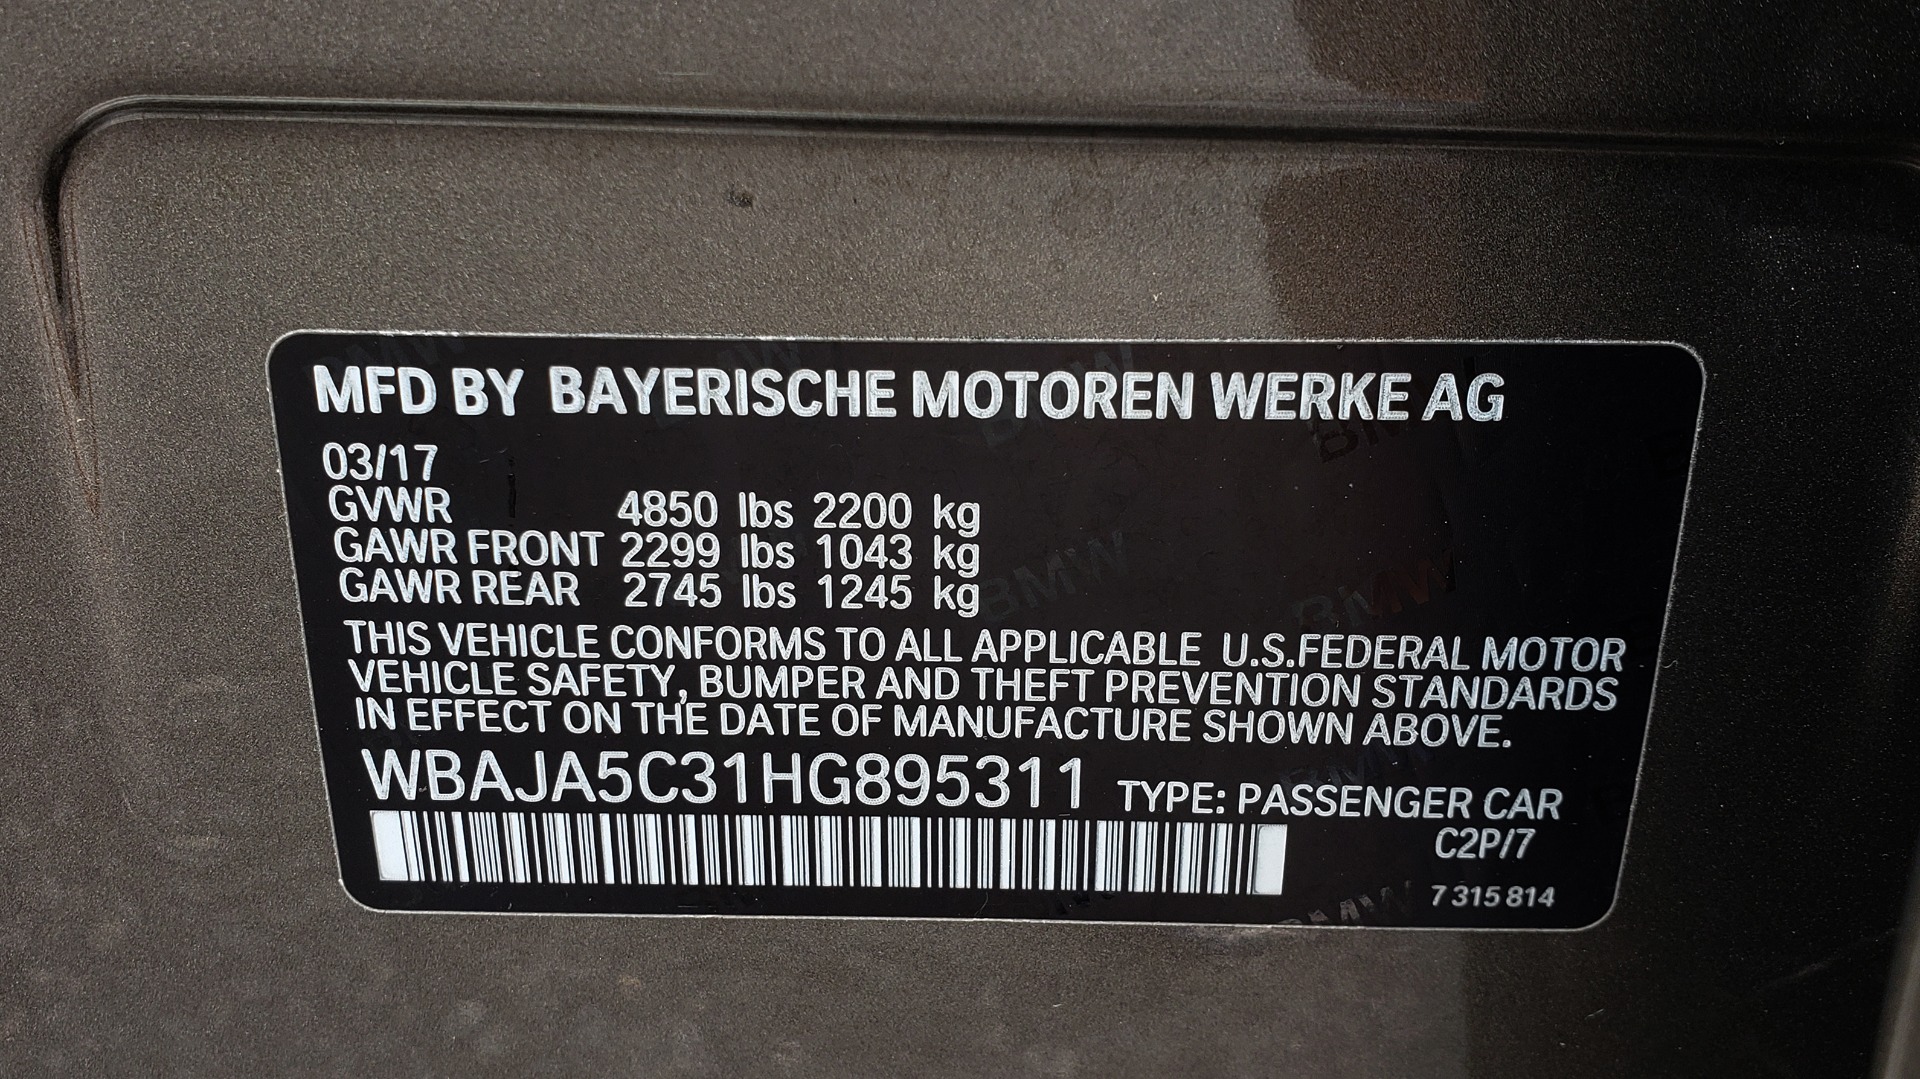 MFD BY BAYERISCHE MOTOREN WERKE AG
03/17
GVWR 4850 lbs 2200 kg
GAWR FRONT 2299 lbs 1043 kg
GAWR REAR 2745 lbs 1245 kg
THIS VEHICLE CONFORMS TO ALL APPLICABLE U.S.FEDERAL MOTOR
VEHICLE SAFETY, BUMPER AND THEFT PREVENTION STANDARDS
IN EFFECT ON THE DATE OF MANUFACTURE SHOWN ABOVE.
WBAJA5C31HG895311 TYPE: PASSENGER CAR
C2P/7
7 315 814